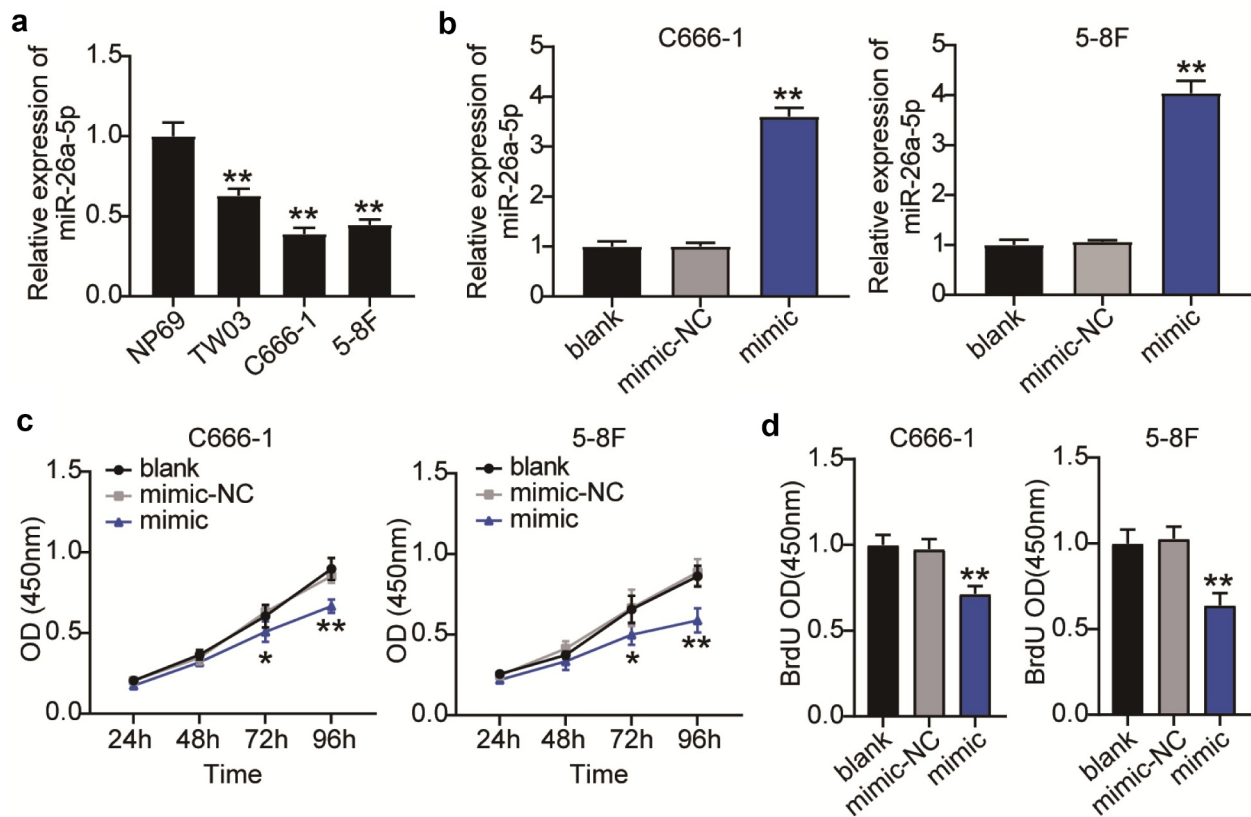 a
Relative expression of
miR-26a-5p
1.5
1.0
0.5
0.0
**
**
**
NP69
TW03
C666-1
5-8F
b
C666-1
Relative expression of
miR-26a-5p
5
4
3
2
1
0
**
blank
mimic-NC
mimic
5-8F
Relative expression of
miR-26a-5p
5
4
3
2
1
0
**
blank
mimic-NC
mimic
c
C666-1
blank
mimic-NC
mimic
OD (450nm)
1.5
1.0
0.5
0.0
*
**
24h 48h 72h 96h
Time
5-8F
blank
mimic-NC
mimic
OD (450nm)
1.5
1.0
0.5
0.0
*
**
24h 48h 72h 96h
Time
d
C666-1
BrdU OD(450nm)
1.5
1.0
0.5
0.0
**
blank
mimic-NC
mimic
5-8F
BrdU OD(450nm)
1.5
1.0
0.5
0.0
**
blank
mimic-NC
mimic